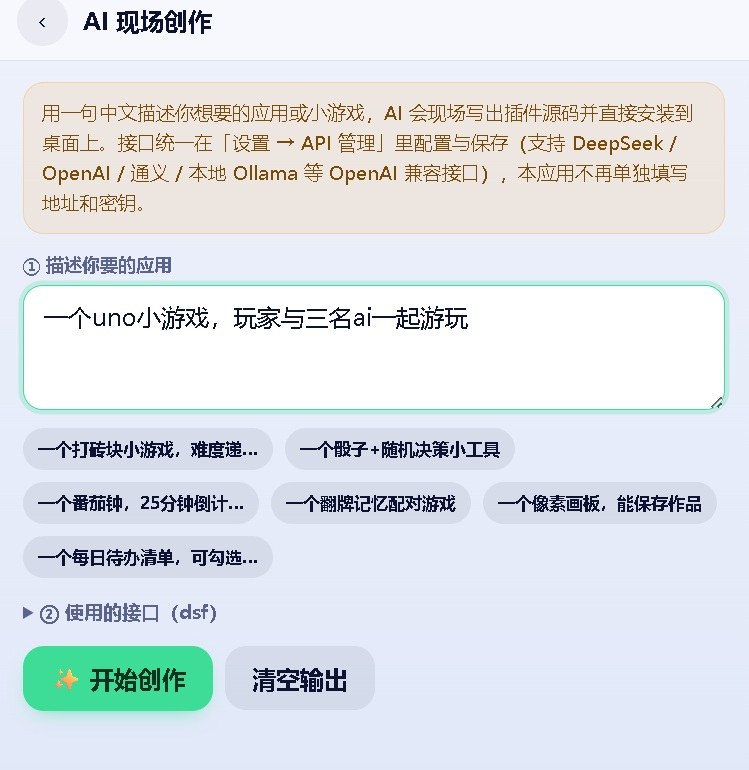 AI 现场创作
用一句中文描述你想要的应用或小游戏，AI 会现场写出插件源码并直接安装到
桌面上。接口统一在「设置 → API 管理」里配置与保存（支持 DeepSeek /
OpenAI / 通义 / 本地 Ollama 等 OpenAI 兼容接口），本应用不再单独填写
地址和密钥。
① 描述你要的应用
一个uno小游戏，玩家与三名ai一起游玩
一个打砖块小游戏，难度递... 一个骰子+随机决策小工具
一个番茄钟，25分钟倒计... 一个翻牌记忆配对游戏 一个像素画板，能保存作品
一个每日待办清单，可勾选...
② 使用的接口（dsf）
✨ 开始创作 清空输出